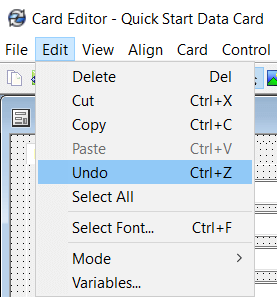 Card Editor - Quick Start Data Card
File Edit View Align Card Control
Delete Del
Cut Ctrl+X
Copy Ctrl+C
Paste Ctrl+V
Undo Ctrl+Z
Select All
Select Font... Ctrl+F
Mode
Variables...